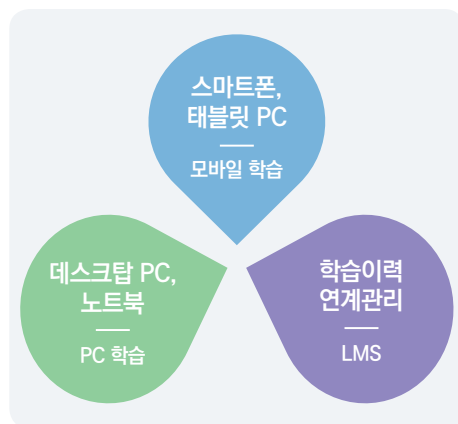 스마트폰,
태블릿 PC
모바일 학습
데스크탑 PC,
노트북
PC 학습
학습이력
연계관리
LMS